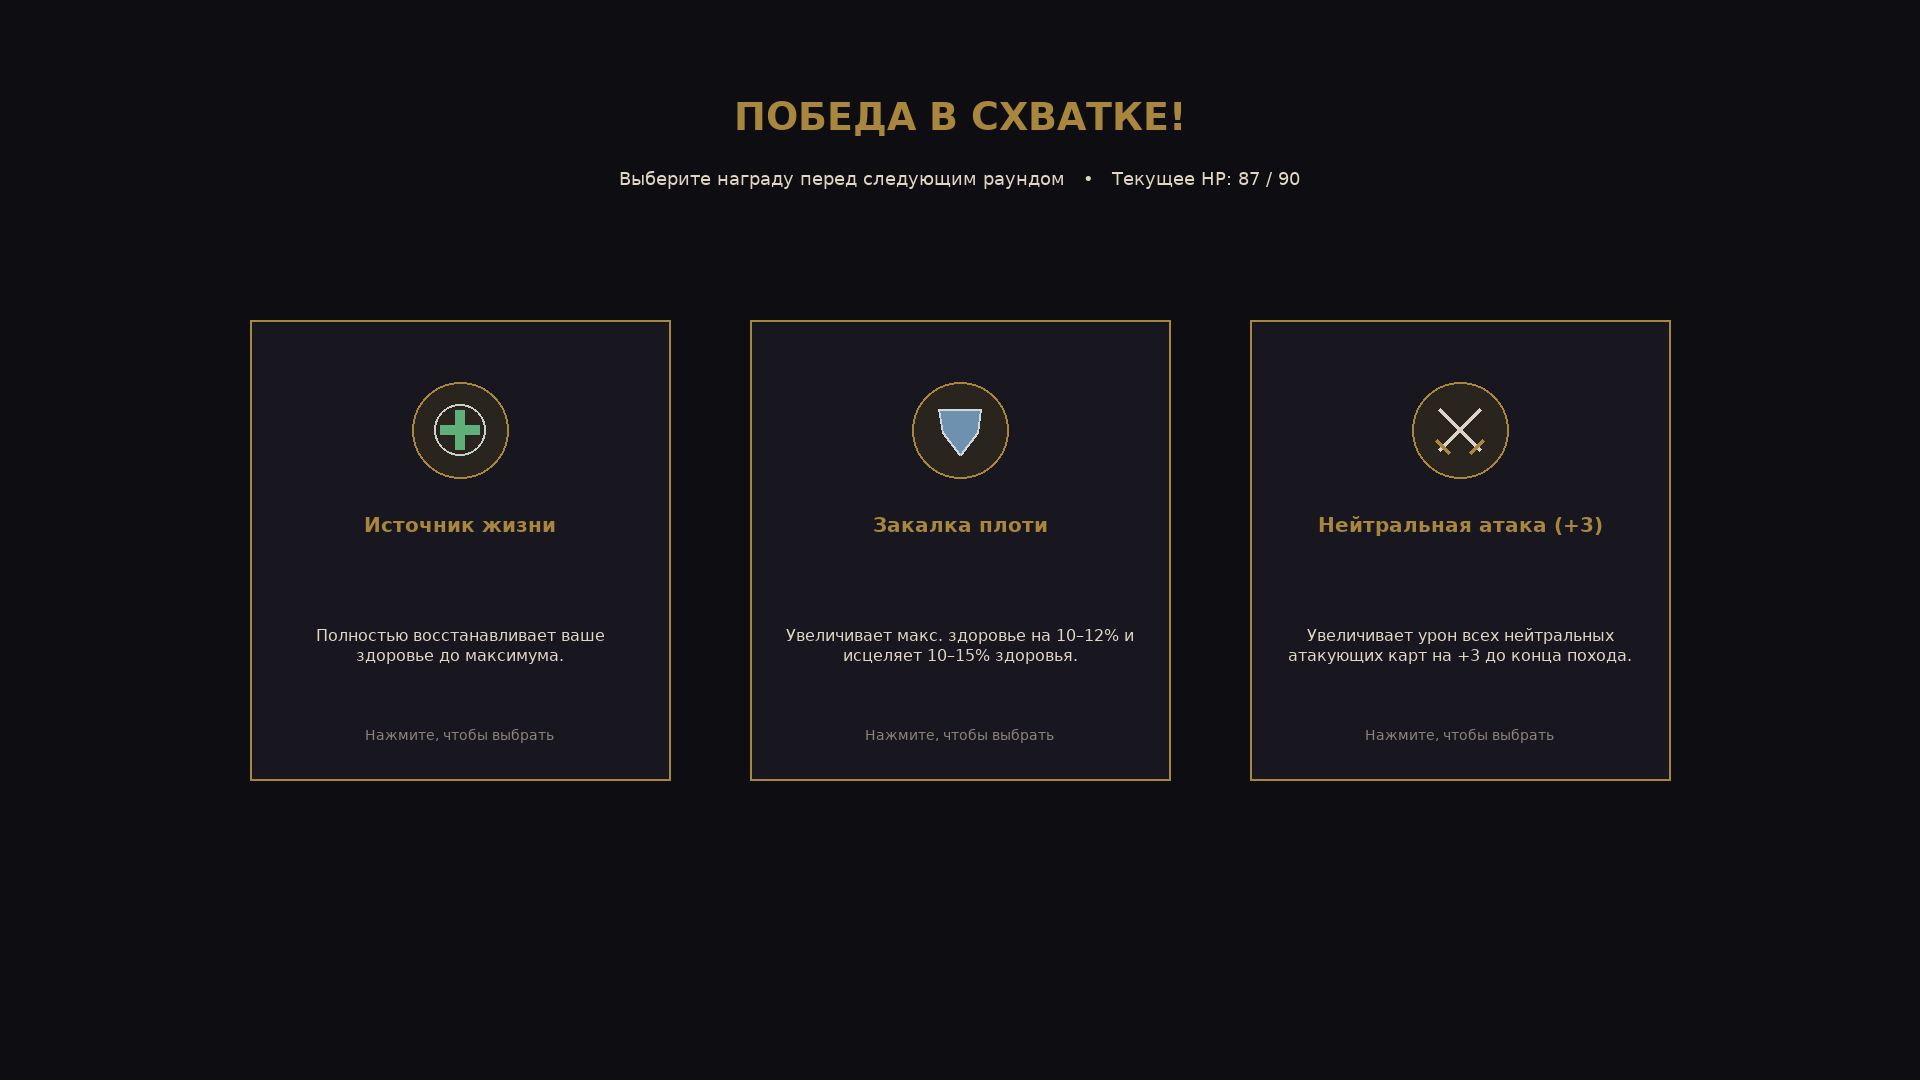 ПОБЕДА В СХВАТКЕ!
Выберите награду перед следующим раундом • Текущее HP: 87 / 90
Источник жизни
Полностью восстанавливает ваше
здоровье до максимума.
Нажмите, чтобы выбрать
Закалка плоти
Увеличивает макс. здоровье на 10–12% и
исцеляет 10–15% здоровья.
Нажмите, чтобы выбрать
Нейтральная атака (+3)
Увеличивает урон всех нейтральных
атакующих карт на +3 до конца похода.
Нажмите, чтобы выбрать